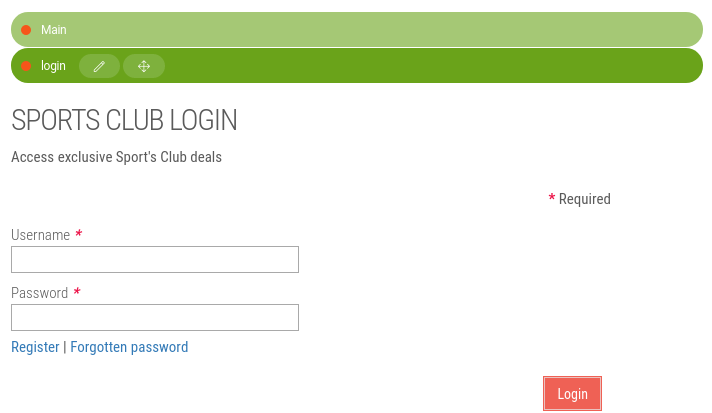 Main
login
SPORTS CLUB LOGIN
Access exclusive Sport's Club deals
* Required
Username *
Password *
Register | Forgotten password
Login